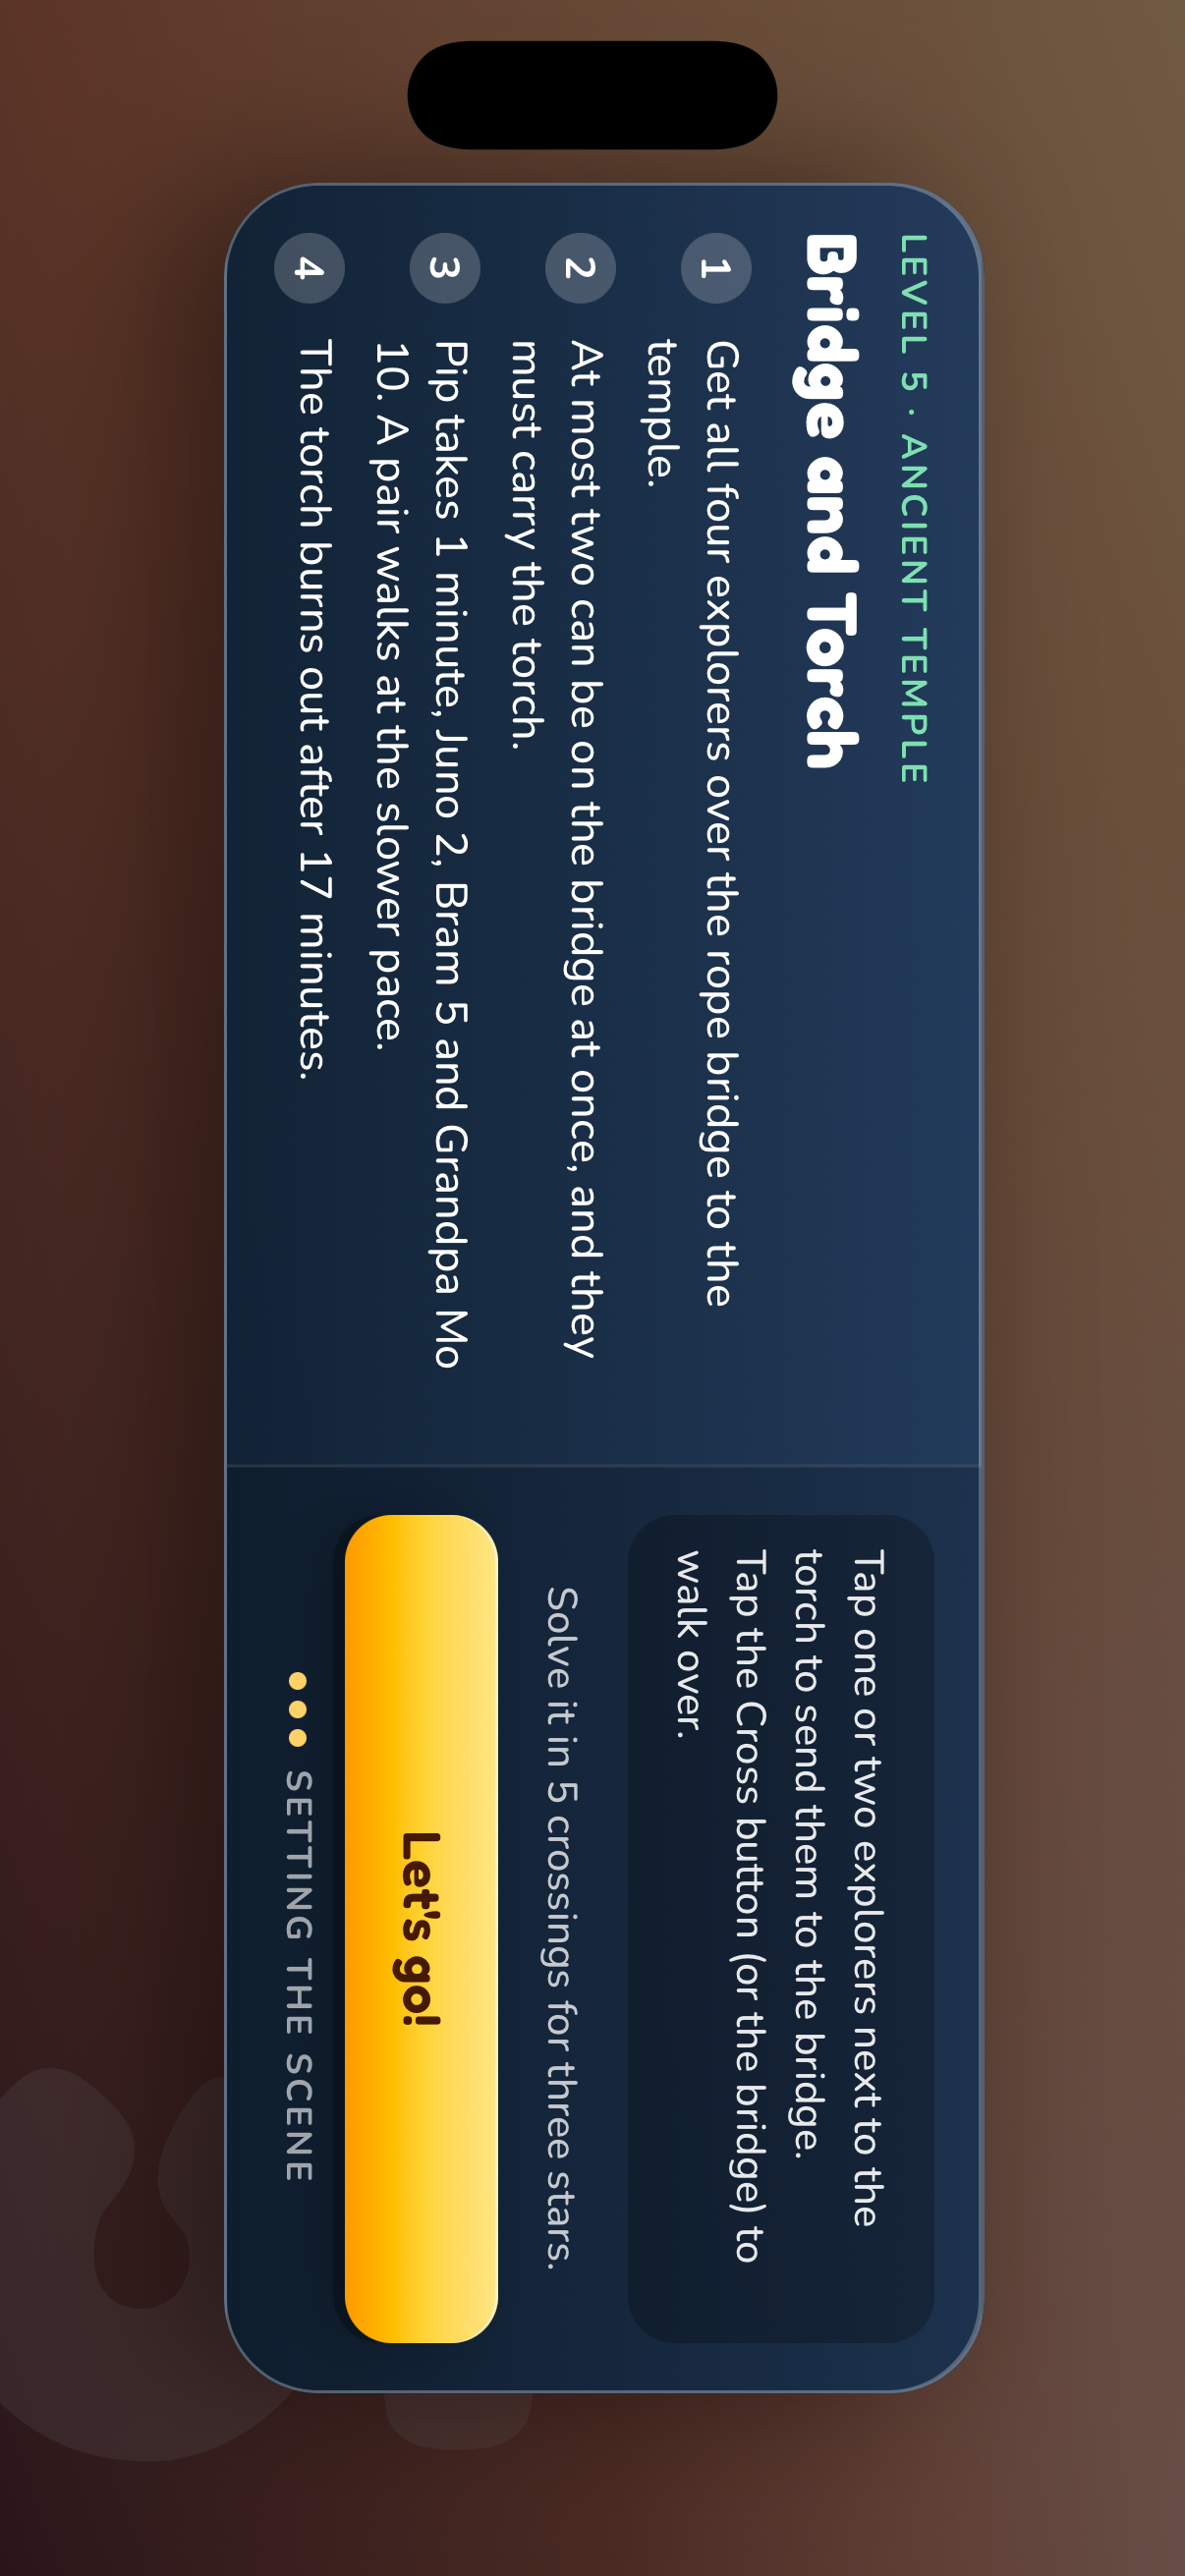 LEVEL 5 · ANCIENT TEMPLE
Bridge and Torch
1 Get all four explorers over the rope bridge to the
temple.
2 At most two can be on the bridge at once, and they
must carry the torch.
3 Pip takes 1 minute, Juno 2, Bram 5 and Grandpa Mo
10. A pair walks at the slower pace.
4 The torch burns out after 17 minutes.
Tap one or two explorers next to the
torch to send them to the bridge.
Tap the Cross button (or the bridge) to
walk over.
Solve it in 5 crossings for three stars.
Let's go!
SETTING THE SCENE